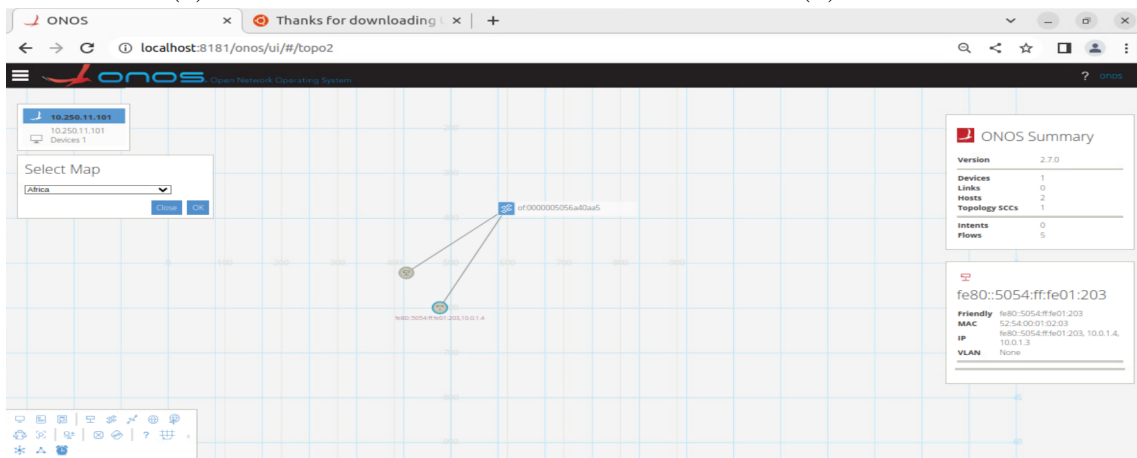 ONOS
Thanks for downloading
localhost:8181/onos/ui/#/topo2
onos
Open Network Operating System
? onos
10.250.11.101
10.250.11.101
Devices 1
Select Map
Africa
Close OK
of:0000005056a40aa5
fe80::5054:ff:fe01:203,10.0.1.4
ONOS Summary
Version 2.7.0
Devices 1
Links 0
Hosts 2
Topology SCCs 1
Intents 0
Flows 5
fe80::5054:ff:fe01:203
Friendly fe80::5054:ff:fe01:203
MAC 52:54:00:01:02:03
IP fe80::5054:ff:fe01:203, 10.0.1.4,
10.0.1.3
VLAN None